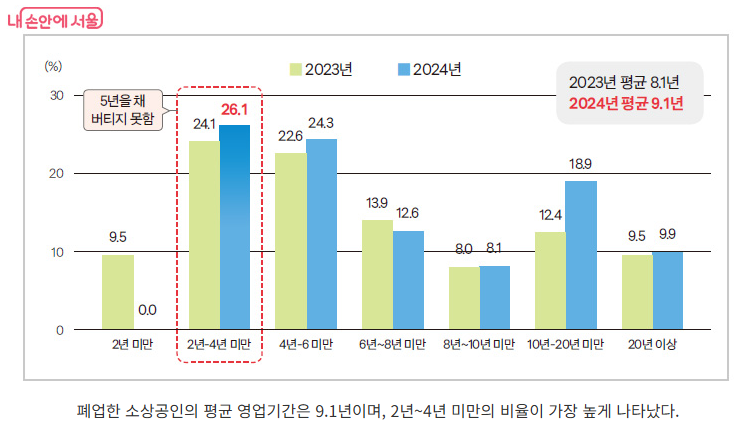 내 손안에 서울
(%)
2023년 2024년
2023년 평균 8.1년
2024년 평균 9.1년
5년을 채
버티지 못함
30
20
10
0
9.5 0.0
24.1 26.1
22.6 24.3
13.9 12.6
8.0 8.1
12.4 18.9
9.5 9.9
2년 미만 2년-4년 미만 4년-6 미만 6년~8년 미만 8년~10년 미만 10년-20년 미만 20년 이상
폐업한 소상공인의 평균 영업기간은 9.1년이며, 2년~4년 미만의 비율이 가장 높게 나타났다.